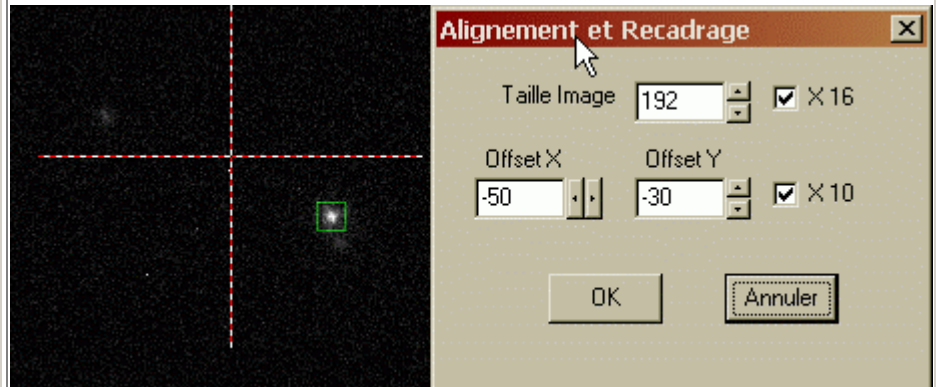 Alignement et Recadrage
Taille Image 192 X 16
Offset X Offset Y
-50 -30 X 10
OK Annuler